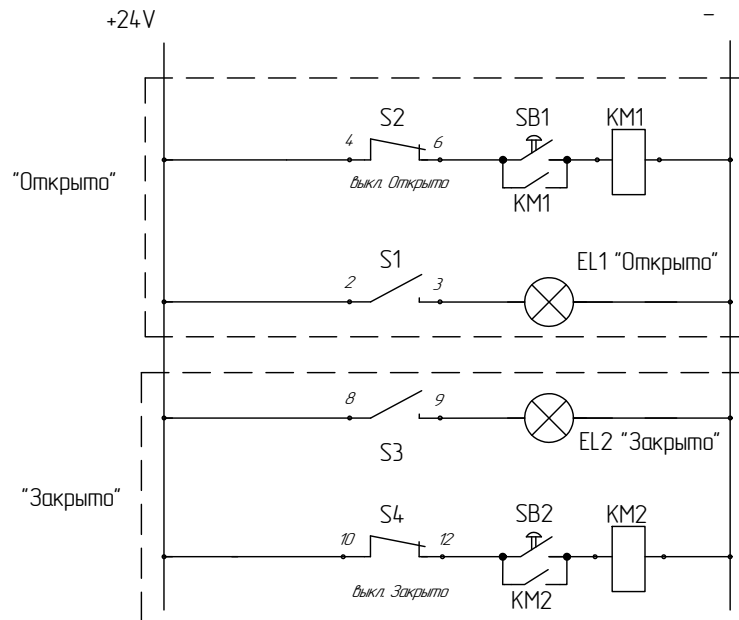 +24V
–
S2
SB1
KM1
4
6
выкл. Открыто
KM1
"Открыто"
S1
EL1 "Открыто"
2
3
8
9
S3
EL2 "Закрыто"
"Закрыто"
S4
SB2
KM2
10
12
выкл. Закрыто
KM2